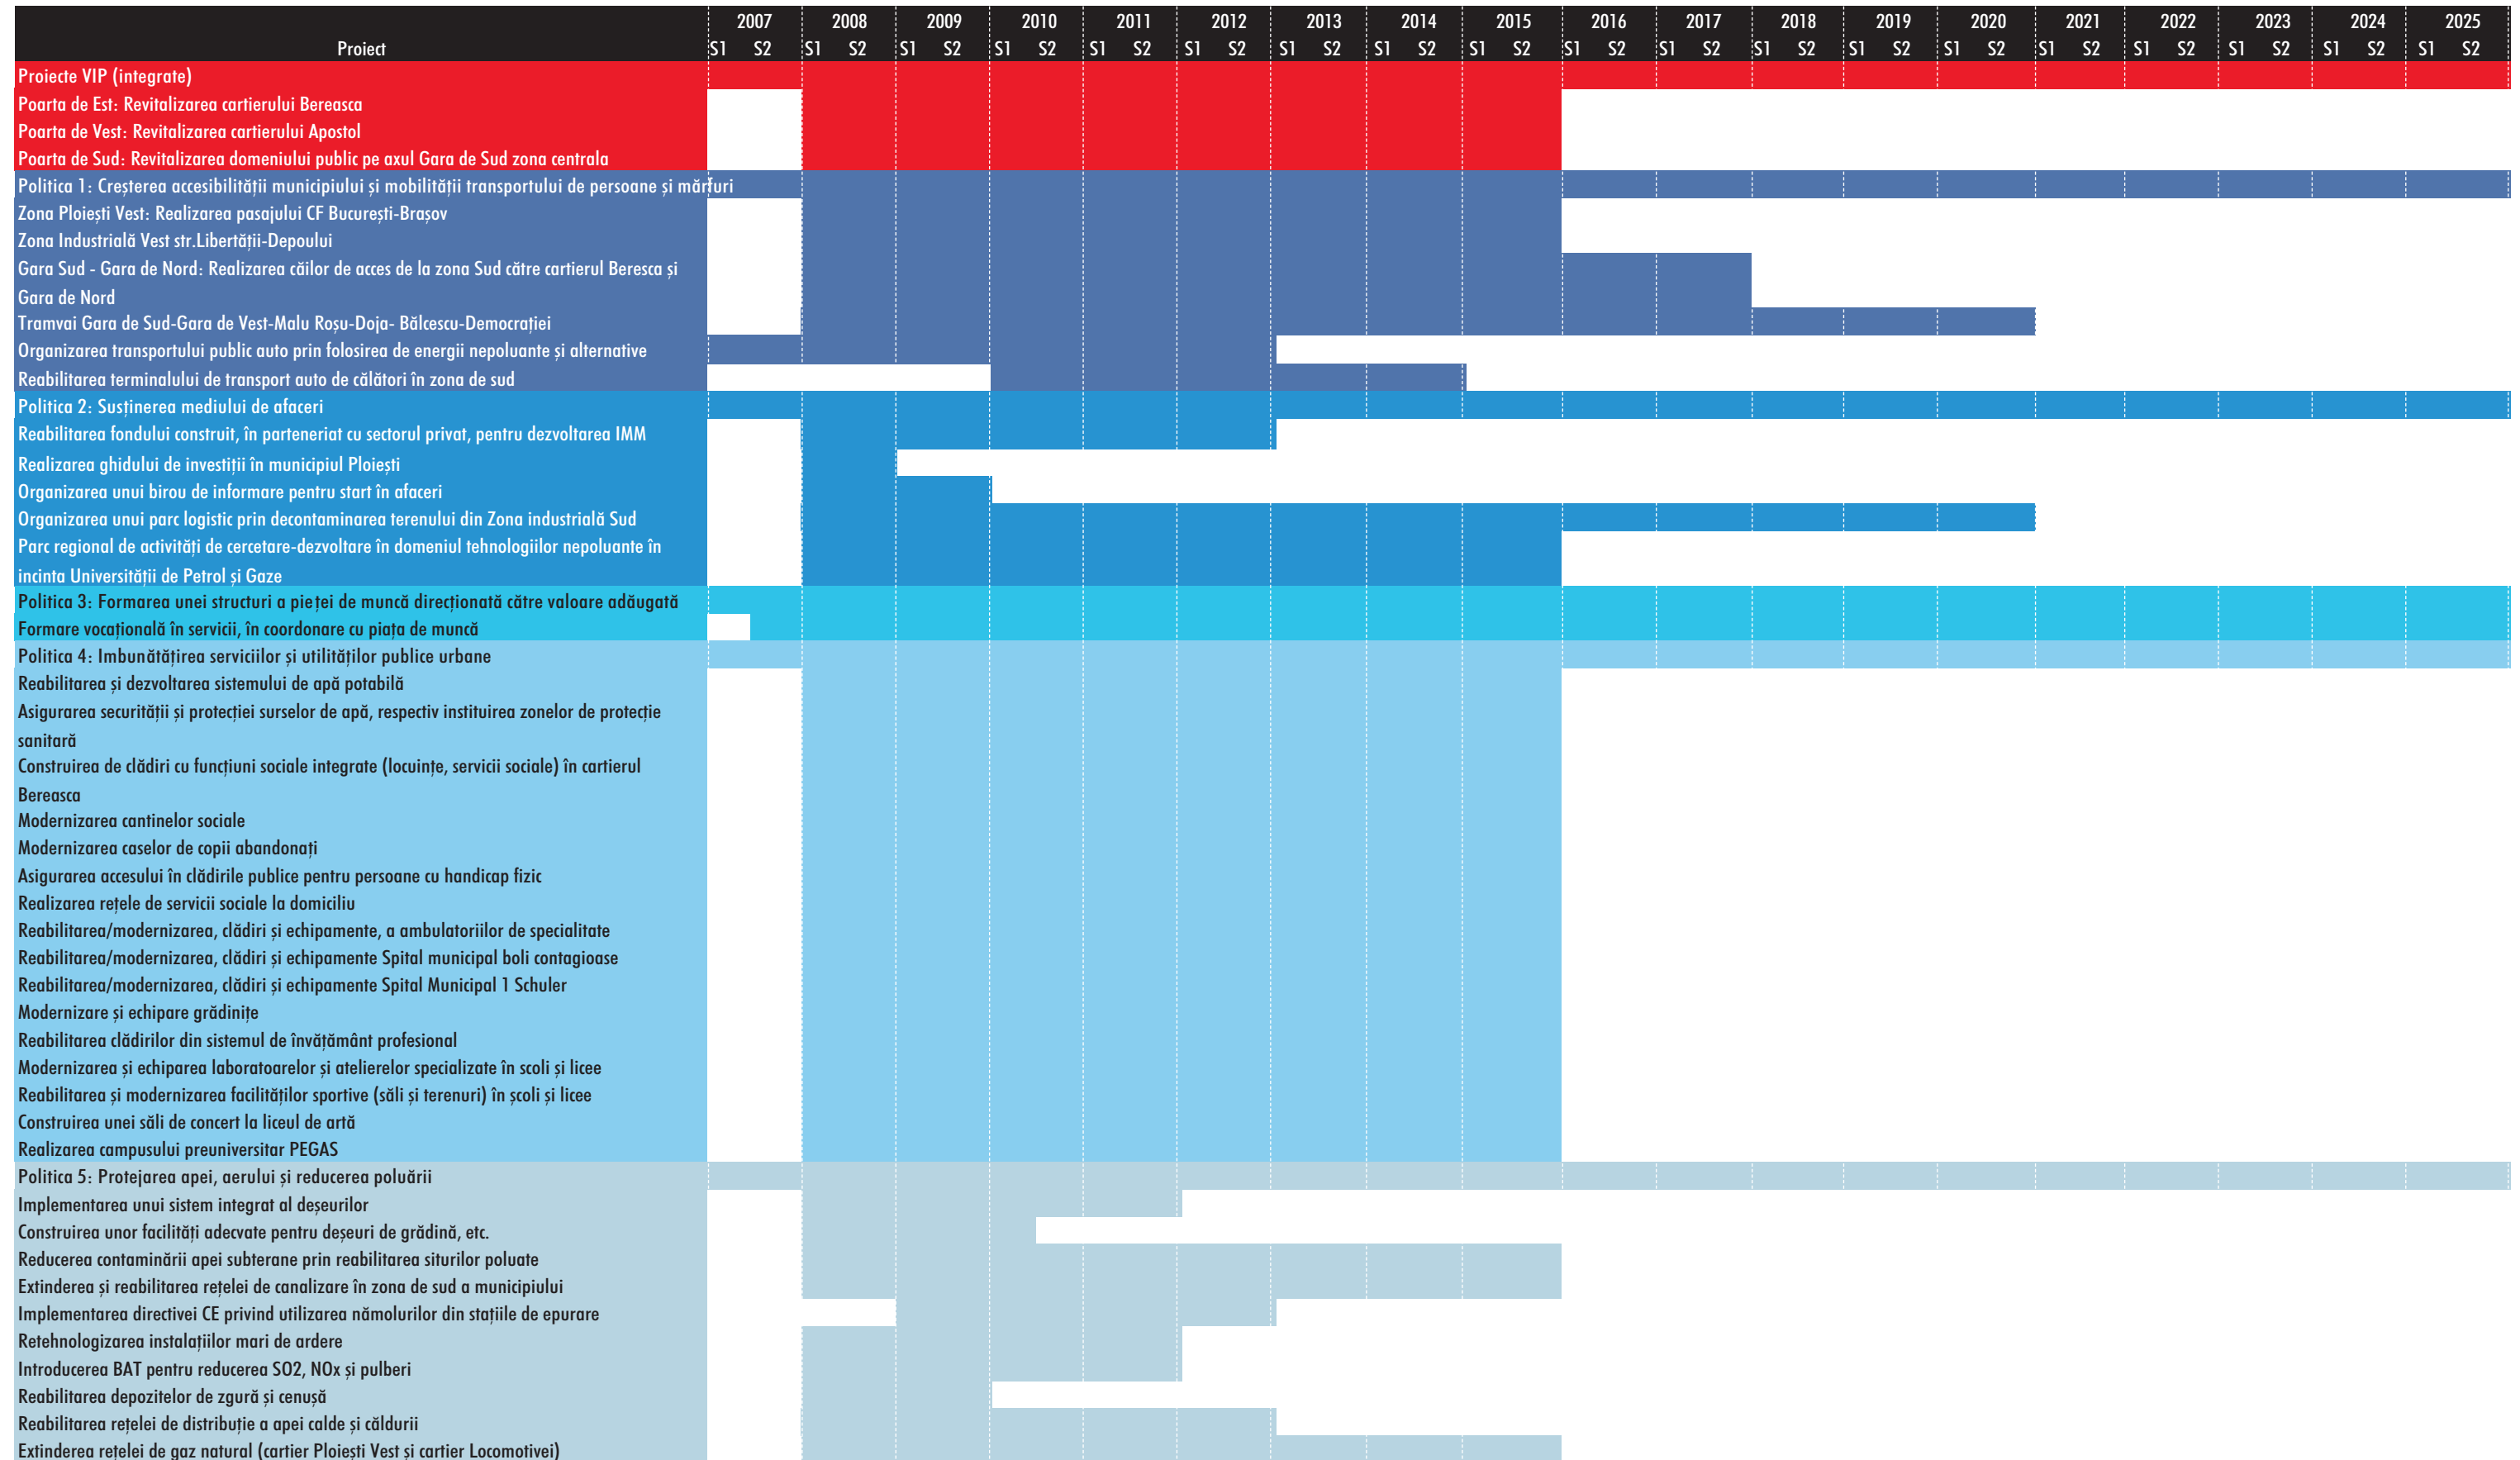 2007 2008 2009 2010 2011 2012 2013 2014 2015 2016 2017 2018 2019 2020 2021 2022 2023 2024 2025
Proiect S1 S2 S1 S2 S1 S2 S1 S2 S1 S2 S1 S2 S1 S2 S1 S2 S1 S2 S1 S2 S1 S2 S1 S2 S1 S2 S1 S2 S1 S2 S1 S2 S1 S2 S1 S2 S1 S2
Proiecte VIP (integrate)
Poarta de Est: Revitalizarea cartierului Bereasca
Poarta de Vest: Revitalizarea cartierului Apostol
Poarta de Sud: Revitalizarea domeniului public pe axul Gara de Sud zona centrala
Politica 1: Creșterea accesibilității municipiului și mobilității transportului de persoane și mărfuri
Zona Ploiești Vest: Realizarea pasajului CF București-Brașov
Zona Industrială Vest str.Libertății-Depoului
Gara Sud - Gara de Nord: Realizarea căilor de acces de la zona Sud către cartierul Beresca și
Gara de Nord
Tramvai Gara de Sud-Gara de Vest-Malu Roșu-Doja- Bălcescu-Democrației
Organizarea transportului public auto prin folosirea de energii nepoluante și alternative
Reabilitarea terminalului de transport auto de călători în zona de sud
Politica 2: Susținerea mediului de afaceri
Reabilitarea fondului construit, în parteneriat cu sectorul privat, pentru dezvoltarea IMM
Realizarea ghidului de investiții în municipiul Ploiești
Organizarea unui birou de informare pentru start în afaceri
Organizarea unui parc logistic prin decontaminarea terenului din Zona industrială Sud
Parc regional de activități de cercetare-dezvoltare în domeniul tehnologiilor nepoluante în
incinta Universității de Petrol și Gaze
Politica 3: Formarea unei structuri a pieței de muncă direcționată către valoare adăugată
Formare vocațională în servicii, în coordonare cu piața de muncă
Politica 4: Imbunătățirea serviciilor și utilităților publice urbane
Reabilitarea și dezvoltarea sistemului de apă potabilă
Asigurarea securității și protecției surselor de apă, respectiv instituirea zonelor de protecție
sanitară
Construirea de clădiri cu funcțiuni sociale integrate (locuințe, servicii sociale) în cartierul
Bereasca
Modernizarea cantinelor sociale
Modernizarea caselor de copii abandonați
Asigurarea accesului în clădirile publice pentru persoane cu handicap fizic
Realizarea rețele de servicii sociale la domiciliu
Reabilitarea/modernizarea, clădiri și echipamente, a ambulatoriilor de specialitate
Reabilitarea/modernizarea, clădiri și echipamente Spital municipal boli contagioase
Reabilitarea/modernizarea, clădiri și echipamente Spital Municipal 1 Schuler
Modernizare și echipare grădinițe
Reabilitarea clădirilor din sistemul de învățământ profesional
Modernizarea și echiparea laboratoarelor și atelierelor specializate în scoli și licee
Reabilitarea și modernizarea facilităților sportive (săli și terenuri) în școli și licee
Construirea unei săli de concert la liceul de artă
Realizarea campusului preuniversitar PEGAS
Politica 5: Protejarea apei, aerului și reducerea poluării
Implementarea unui sistem integrat al deșeurilor
Construirea unor facilități adecvate pentru deșeuri de grădină, etc.
Reducerea contaminării apei subterane prin reabilitarea siturilor poluate
Extinderea și reabilitarea rețelei de canalizare în zona de sud a municipiului
Implementarea directivei CE privind utilizarea nămolurilor din stațiile de epurare
Retehnologizarea instalațiilor mari de ardere
Introducerea BAT pentru reducerea SO2, NOx și pulberi
Reabilitarea depozitelor de zgură și cenușă
Reabilitarea rețelei de distribuție a apei calde și căldurii
Extinderea rețelei de gaz natural (cartier Ploiești Vest și cartier Locomotivei)